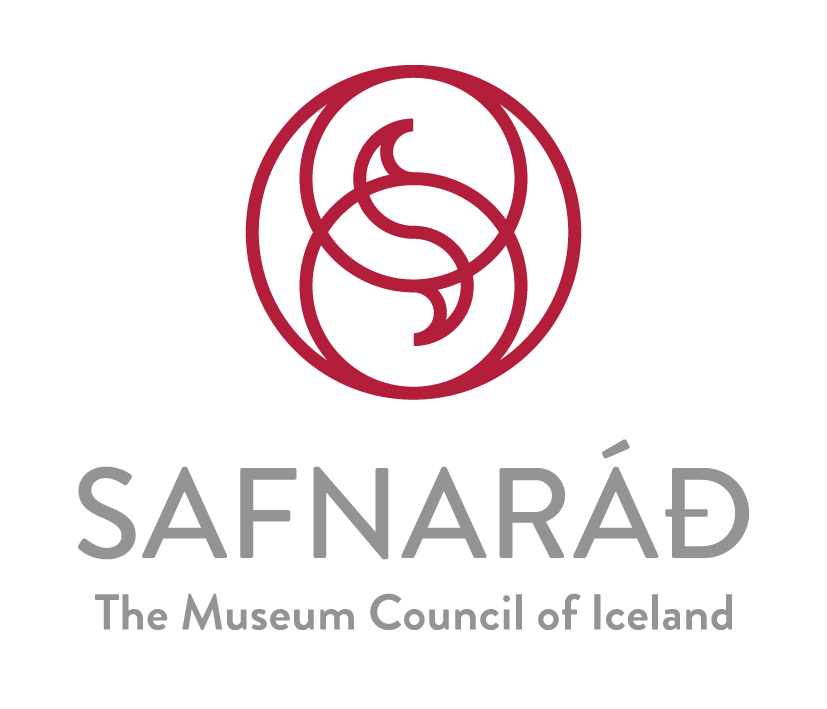 SAFNARÁÐ
The Museum Council of Iceland